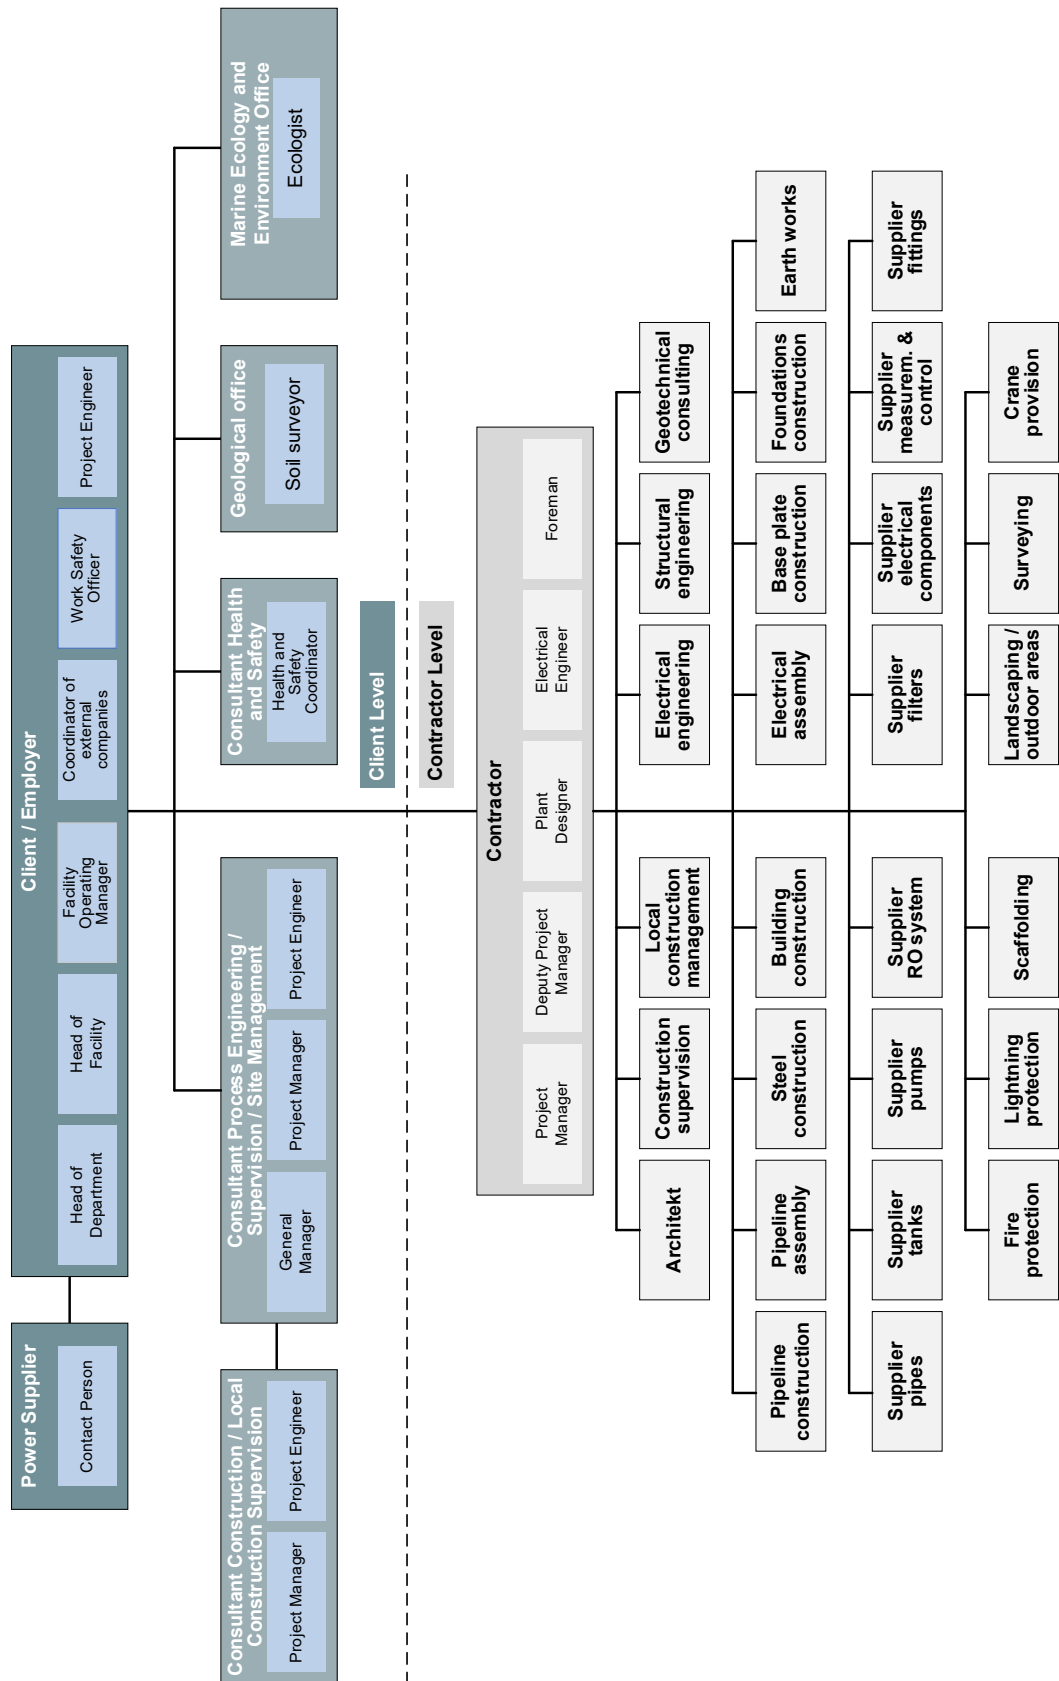 Power Supplier
Contact Person
Client / Employer
Head of
Department
Head of
Facility
Facility
Operating
Manager
Coordinator of
external
companies
Work Safety
Officer
Project Engineer
Consultant Construction / Local
Construction Supervision
Project Manager
Project Engineer
Consultant Process Engineering /
Supervision / Site Management
General
Manager
Project Manager
Project Engineer
Consultant Health
and Safety
Health and
Safety
Coordinator
Geological office
Soil surveyor
Marine Ecology and
Environment Office
Ecologist
Client Level
Contractor Level
Contractor
Project
Manager
Deputy Project
Manager
Plant
Designer
Electrical
Engineer
Foreman
Architekt
Construction
supervision
Local
construction
management
Electrical
engineering
Structural
engineering
Geotechnical
consulting
Pipeline
construction
Pipeline
assembly
Steel
construction
Building
construction
Electrical
assembly
Base plate
construction
Foundations
construction
Earth works
Supplier
pipes
Supplier
tanks
Supplier
pumps
Supplier
RO system
Supplier
filters
Supplier
electrical
components
Supplier
measurem. &
control
Supplier
fittings
Fire
protection
Lightning
protection
Scaffolding
Landscaping /
outdoor areas
Surveying
Crane
provision